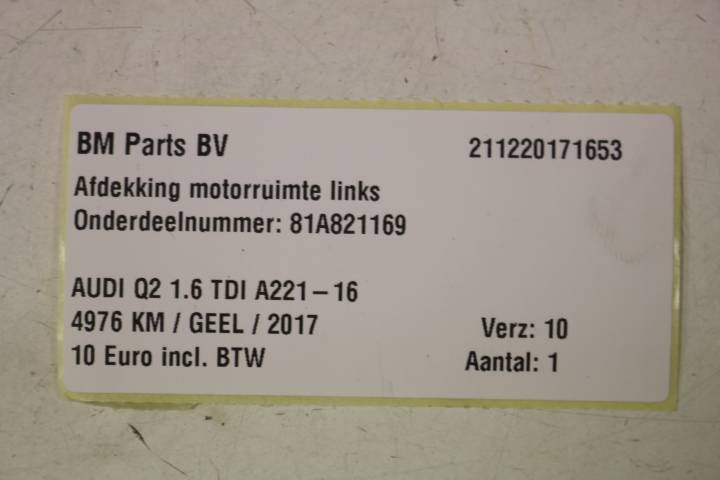 BM Parts BV 211220171653
Afdekking motorruimte links
Onderdeelnummer: 81A821169
AUDI Q2 1.6 TDI A221-16
4976 KM / GEEL / 2017 Verz: 10
10 Euro incl. BTW Aantal: 1